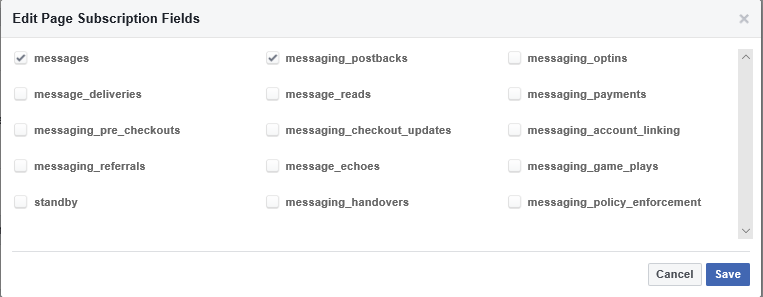 Edit Page Subscription Fields
messages messaging_postbacks messaging_optins
message_deliveries message_reads messaging_payments
messaging_pre_checkouts messaging_checkout_updates messaging_account_linking
messaging_referrals message_echoes messaging_game_plays
standby messaging_handovers messaging_policy_enforcement
Cancel Save